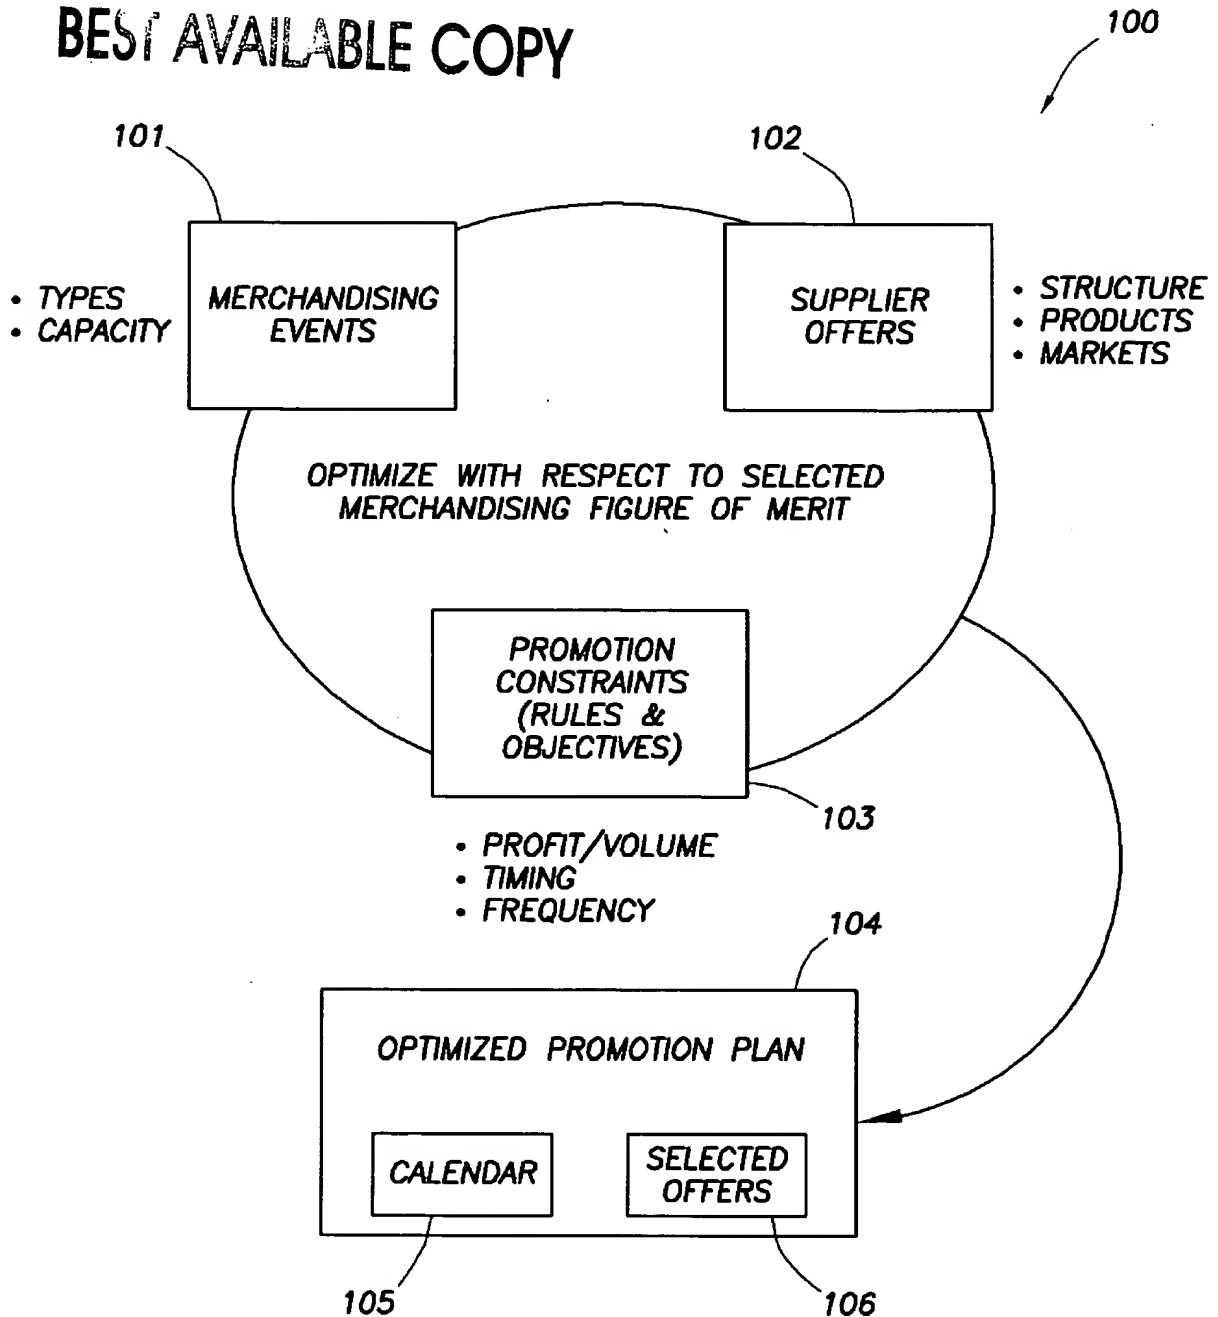 BEST AVAILABLE COPY
100
101
102
• TYPES
• CAPACITY
MERCHANDISING
EVENTS
SUPPLIER
OFFERS
• STRUCTURE
• PRODUCTS
• MARKETS
OPTIMIZE WITH RESPECT TO SELECTED
MERCHANDISING FIGURE OF MERIT
PROMOTION
CONSTRAINTS
(RULES &
OBJECTIVES)
103
• PROFIT/VOLUME
• TIMING
• FREQUENCY
104
OPTIMIZED PROMOTION PLAN
CALENDAR
SELECTED
OFFERS
105
106